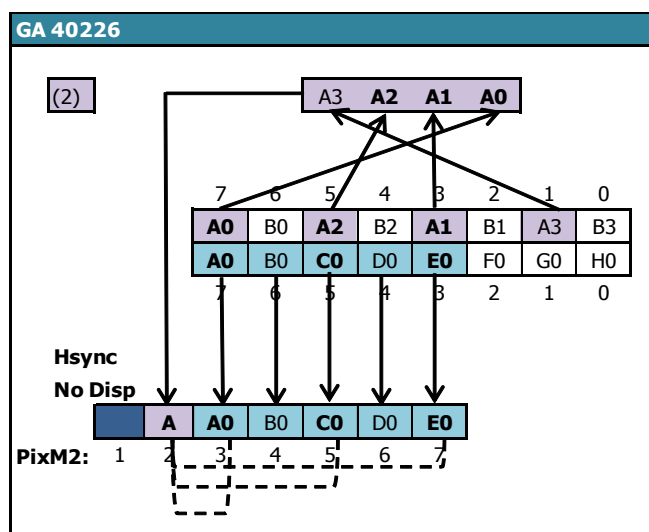 GA 40226
(2)
A3 A2 A1 A0
7 6 5 4 3 2 1 0
A0 B0 A2 B2 A1 B1 A3 B3
A0 B0 C0 D0 E0 F0 G0 H0
7 6 5 4 3 2 1 0
Hsync
No Disp
A A0 B0 C0 D0 E0
PixM2: 1 2 3 4 5 6 7